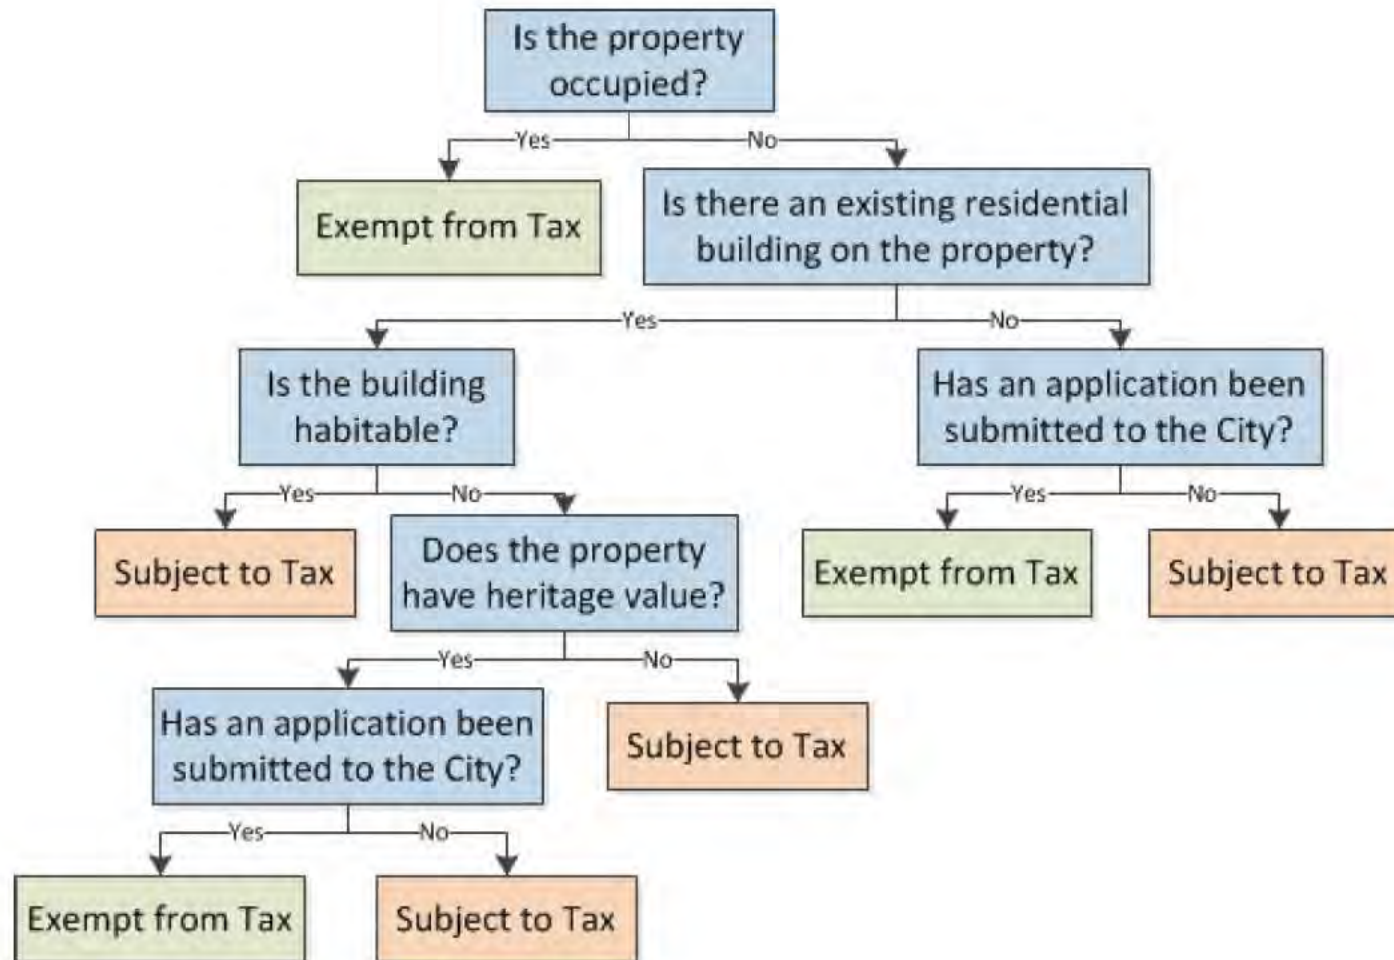 Is the property
occupied?
Yes
No
Exempt from Tax
Is there an existing residential
building on the property?
Yes
No
Is the building
habitable?
Has an application been
submitted to the City?
Yes
No
Yes
No
Subject to Tax
Does the property
have heritage value?
Exempt from Tax
Subject to Tax
Yes
No
Has an application been
submitted to the City?
Subject to Tax
Yes
No
Exempt from Tax
Subject to Tax